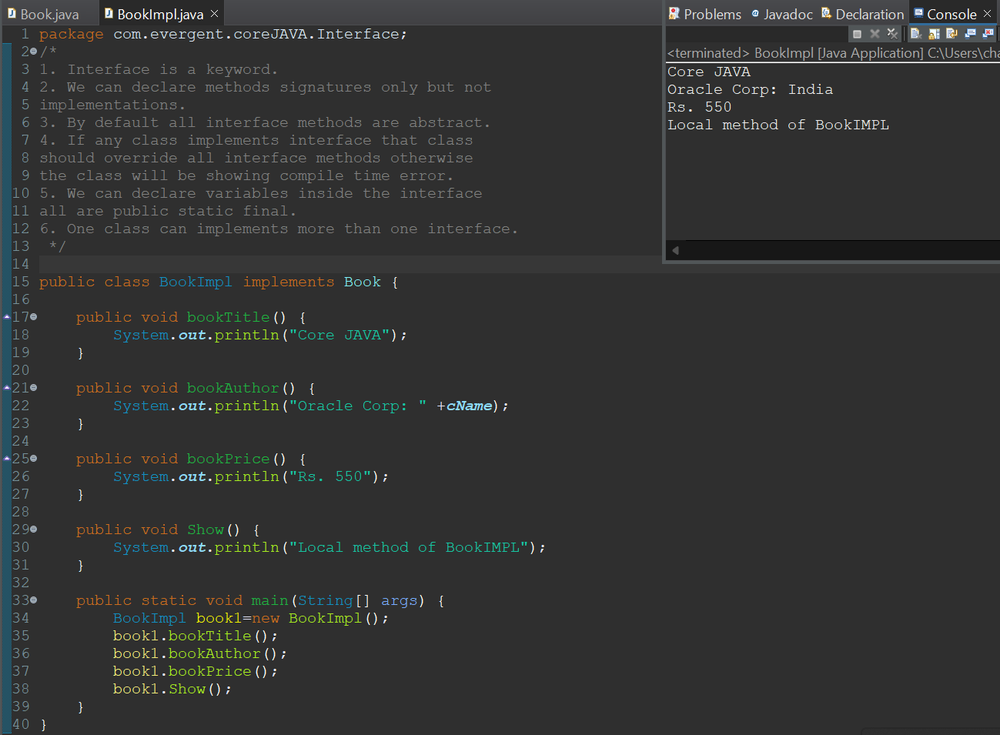 Book.java
BookImpl.java
1 package com.evergent.coreJAVA.Interface;
2 /*
3 1. Interface is a keyword.
4 2. We can declare methods signatures only but not
5 implementations.
6 3. By default all interface methods are abstract.
7 4. If any class implements interface that class
8 should override all interface methods otherwise
9 the class will be showing compile time error.
10 5. We can declare variables inside the interface
11 all are public static final.
12 6. One class can implements more than one interface.
13 */
14
15 public class BookImpl implements Book {
16
17 public void bookTitle() {
18 System.out.println("Core JAVA");
19 }
20
21 public void bookAuthor() {
22 System.out.println("Oracle Corp: " +cName);
23 }
24
25 public void bookPrice() {
26 System.out.println("Rs. 550");
27 }
28
29 public void Show() {
30 System.out.println("Local method of BookIMPL");
31 }
32
33 public static void main(String[] args) {
34 BookImpl book1=new BookImpl();
35 book1.bookTitle();
36 book1.bookAuthor();
37 book1.bookPrice();
38 book1.Show();
39 }
40 }
Problems @ Javadoc Declaration Console
<terminated> BookImpl [Java Application] C:\Users\cha
Core JAVA
Oracle Corp: India
Rs. 550
Local method of BookIMPL